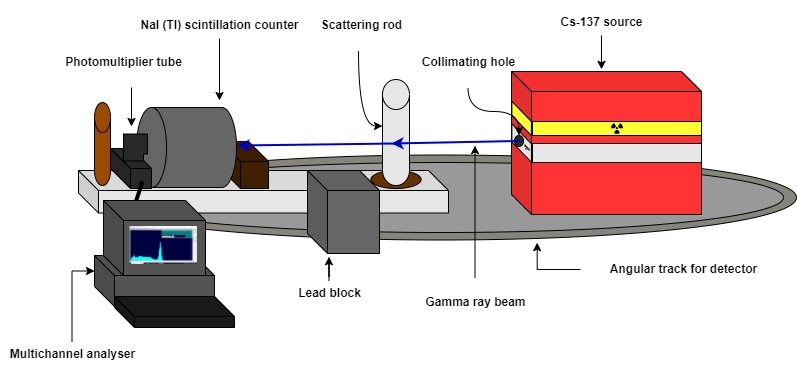 NaI (Tl) scintillation counter
Scattering rod
Cs-137 source
Photomultiplier tube
Collimating hole
Lead block
Gamma ray beam
Angular track for detector
Multichannel analyser